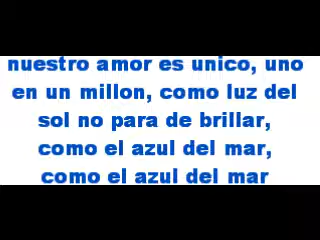 nuestro amor es unico, uno
en un millon, como luz del
sol no para de brillar,
como el azul del mar,
como el azul del mar